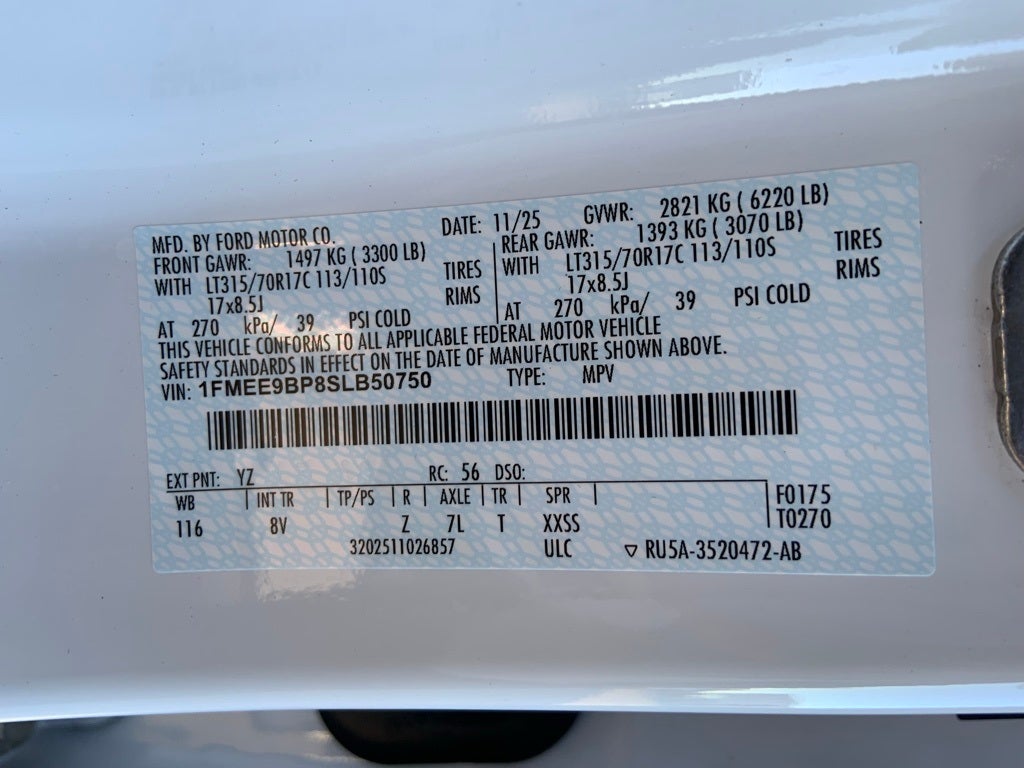 MFD. BY FORD MOTOR CO. DATE: 11/25 GVWR: 2821 KG ( 6220 LB)
FRONT GAWR: 1497 KG ( 3300 LB) REAR GAWR: 1393 KG ( 3070 LB)
WITH LT315/70R17C 113/110S TIRES WITH LT315/70R17C 113/110S TIRES
17x8.5J RIMS 17x8.5J RIMS
AT 270 kPa/ 39 PSI COLD AT 270 kPa/ 39 PSI COLD
THIS VEHICLE CONFORMS TO ALL APPLICABLE FEDERAL MOTOR VEHICLE
SAFETY STANDARDS IN EFFECT ON THE DATE OF MANUFACTURE SHOWN ABOVE.
VIN: 1FMEE9BP8SLB50750 TYPE: MPV
EXT PNT: YZ RC: 56 DSO:
WB INT TR TP/PS R AXLE TR SPR F0175
116 8V Z 7L T XXSS T0270
3202511026857 ULC ▽ RU5A-3520472-AB